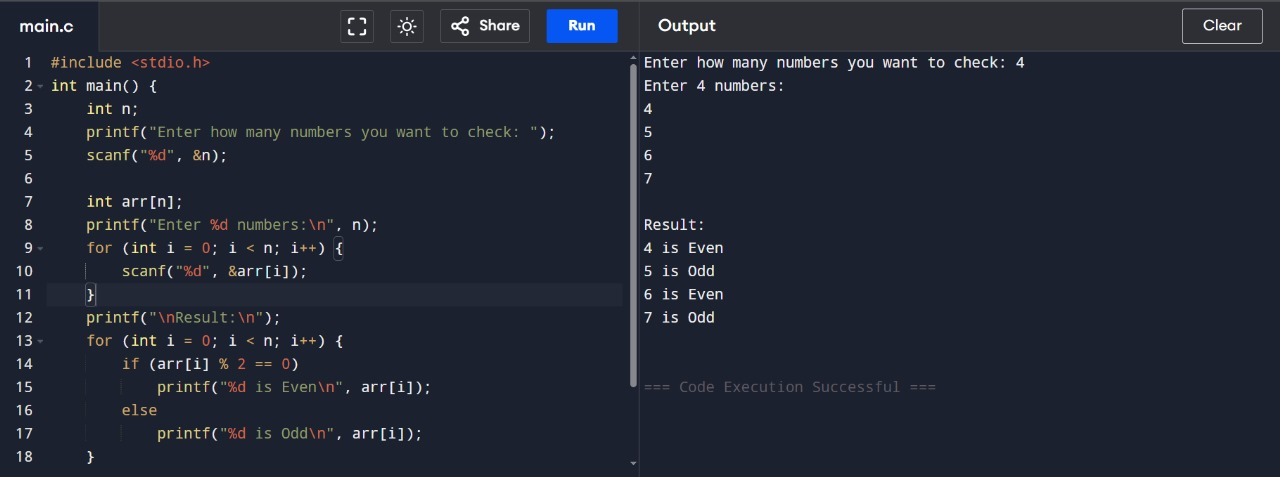 main.c
Share
Run
Output
Clear
1 #include <stdio.h>
2 int main() {
3     int n;
4     printf("Enter how many numbers you want to check: ");
5     scanf("%d", &n);
6
7     int arr[n];
8     printf("Enter %d numbers:\n", n);
9     for (int i = 0; i < n; i++) {
10         scanf("%d", &arr[i]);
11     }
12     printf("\nResult:\n");
13     for (int i = 0; i < n; i++) {
14         if (arr[i] % 2 == 0)
15             printf("%d is Even\n", arr[i]);
16         else
17             printf("%d is Odd\n", arr[i]);
18     }
Enter how many numbers you want to check: 4
Enter 4 numbers:
4
5
6
7
Result:
4 is Even
5 is Odd
6 is Even
7 is Odd
=== Code Execution Successful ===